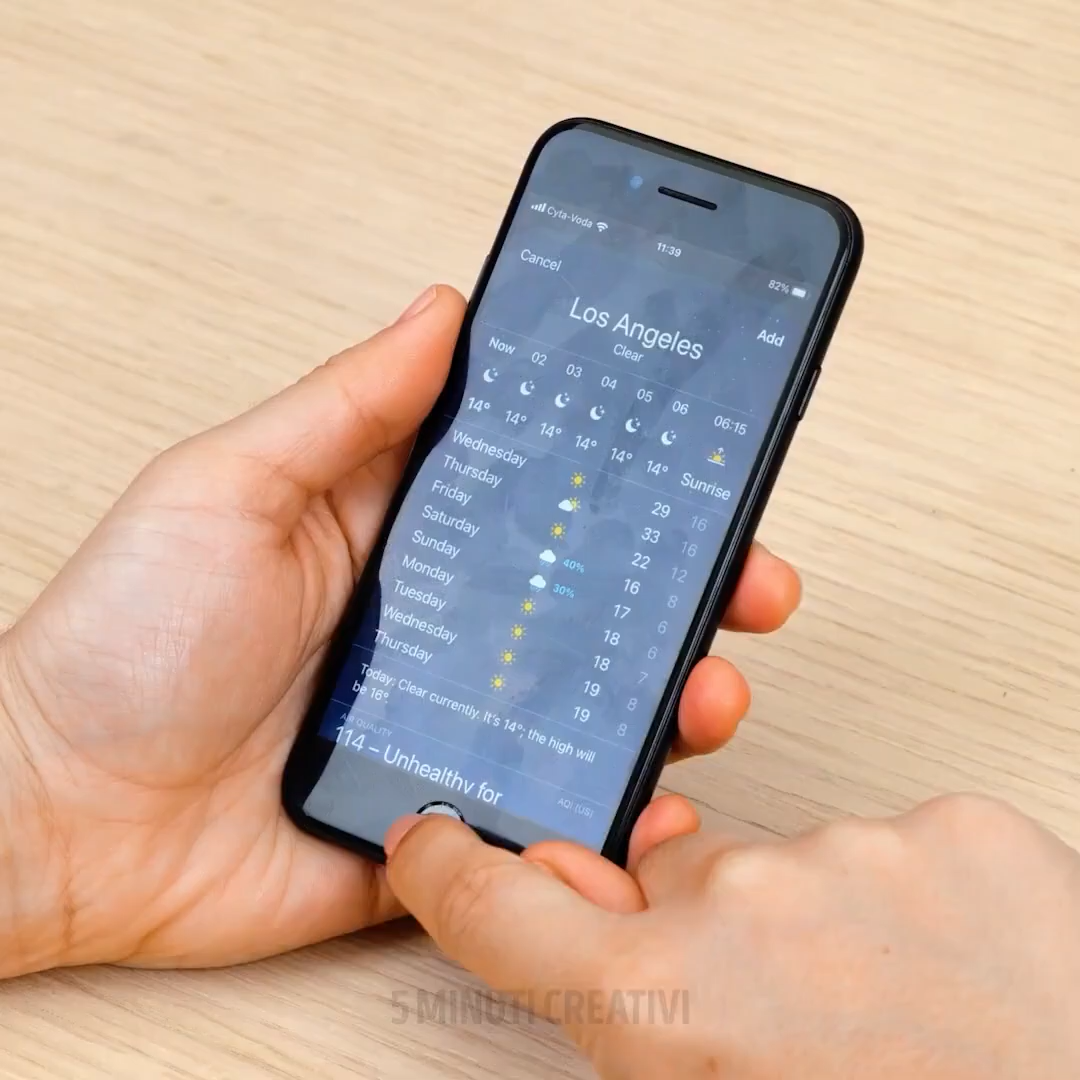 Cyta-Voda
11:39
82%
Cancel
Add
Los Angeles
Clear
Now 02 03 04 05 06 06:15
14° 14° 14° 14° 14° 14° Sunrise
Wednesday 29 16
Thursday 33 16
Friday 22 12
Saturday 40% 16 8
Sunday 30% 17 6
Monday 18 6
Tuesday 18 7
Wednesday 19 8
Thursday 19 8
Today: Clear currently. It's 14°; the high will
be 16°.
AIR QUALITY
AQI (US)
114 – Unhealthy for
5 MINUTI CREATIVI